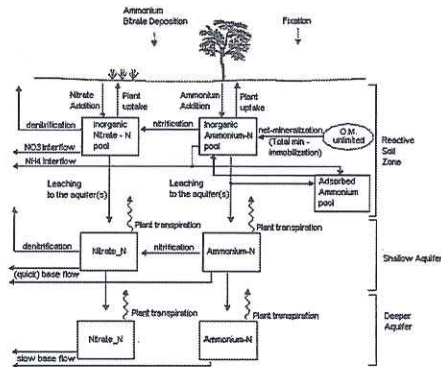 Ammonium
Bitrate Deposition
Fixation
Nitrate
Addition
Plant
uptake
Ammonium
Addition
Plant
uptake
denitrification
Inorganic
Nitrate - N
pool
nitrification
Inorganic
Ammonium-N
pool
net-mineralization
(Total min -
immobilization)
O.M.
unlimited
Reactive
Soil
Zone
NO3 interflow
NH4 interflow
Adsorbed
Ammonium
pool
Leaching
to the aquifer(s)
Leaching
to the aquifer(s)
Plant transpiration
Plant transpiration
denitrification
Nitrate_N
nitrification
Ammonium-N
Shallow Aquifer
(quick) base flow
Plant transpiration
Plant transpiration
Nitrate_N
Ammonium-N
Deeper
Aquifer
slow base flow